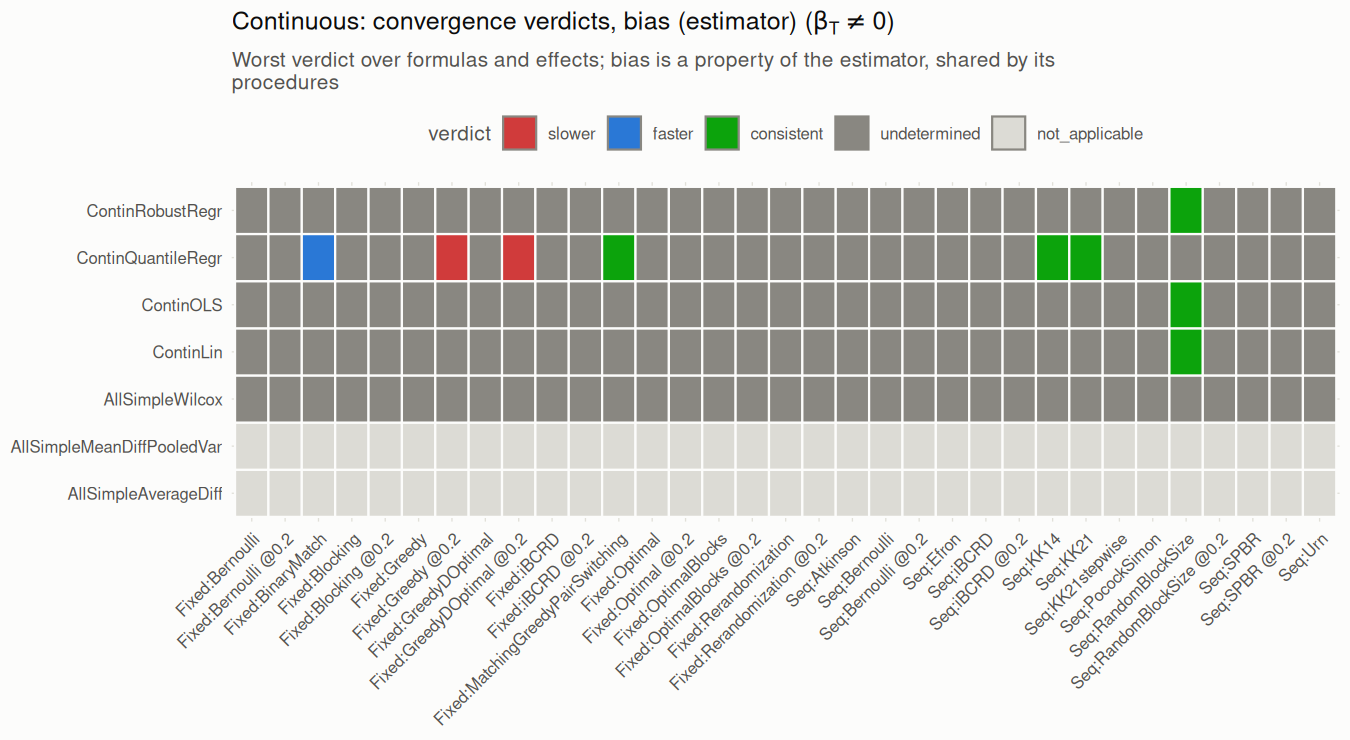 Continuous: convergence verdicts, bias (estimator) (βT ≠ 0)
Worst verdict over formulas and effects; bias is a property of the estimator, shared by its
procedures
verdict
slower
faster
consistent
undetermined
not_applicable
ContinRobustRegr
ContinQuantileRegr
ContinOLS
ContinLin
AllSimpleWilcox
AllSimpleMeanDiffPooledVar
AllSimpleAverageDiff
Fixed:Bernoulli
Fixed:Bernoulli @0.2
Fixed:BinaryMatch
Fixed:Blocking
Fixed:Blocking @0.2
Fixed:Greedy
Fixed:Greedy @0.2
Fixed:GreedyDOptimal
Fixed:GreedyDOptimal @0.2
Fixed:iBCRD
Fixed:iBCRD @0.2
Fixed:MatchingGreedyPairSwitching
Fixed:Optimal
Fixed:Optimal @0.2
Fixed:OptimalBlocks
Fixed:OptimalBlocks @0.2
Fixed:Rerandomization
Fixed:Rerandomization @0.2
Seq:Atkinson
Seq:Bernoulli
Seq:Bernoulli @0.2
Seq:Efron
Seq:iBCRD
Seq:iBCRD @0.2
Seq:KK14
Seq:KK21
Seq:KK21stepwise
Seq:PocockSimon
Seq:RandomBlockSize
Seq:RandomBlockSize @0.2
Seq:SPBR
Seq:SPBR @0.2
Seq:Urn